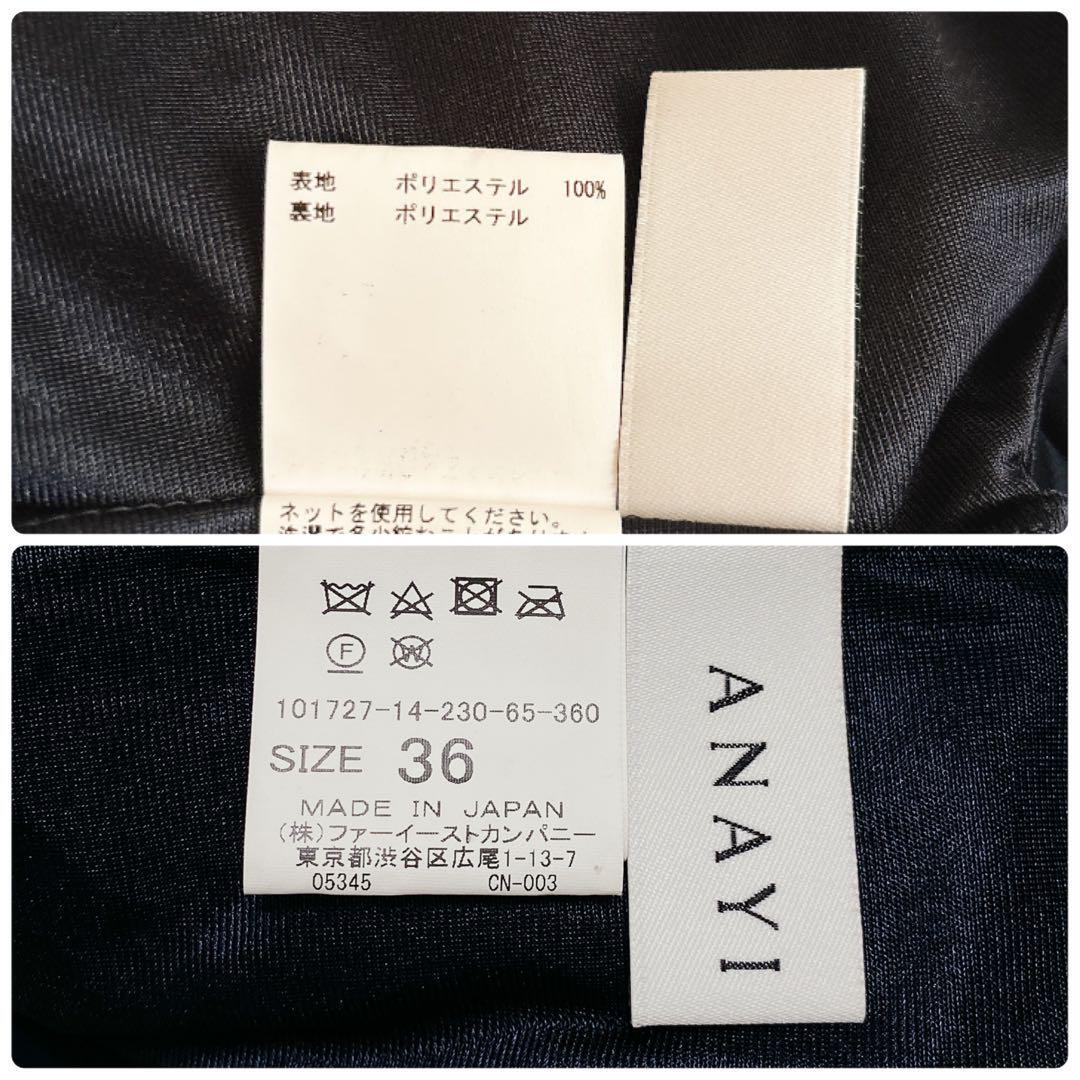 表地 ポリエステル 100%
裏地 ポリエステル
ネットを使用してください。
F
W
101727-14-230-65-360
SIZE 36
MADE IN JAPAN
(株)ファーイーストカンパニー
東京都渋谷区広尾1-13-7
05345 CN-003
ANAYI